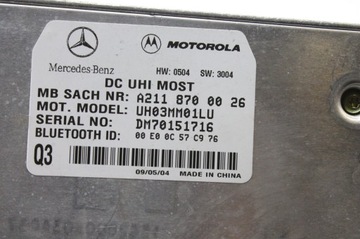 MOTOROLA
Mercedes-Benz HW: 0504 SW: 3004
DC UHI MOST
MB SACH NR: A211 870 00 26
MOT. MODEL: UH03MM01LU
SERIAL NO: DM70151716
BLUETOOTH ID: 00 E0 0C 57 C9 76
Q3
09/05/04 MADE IN CHINA